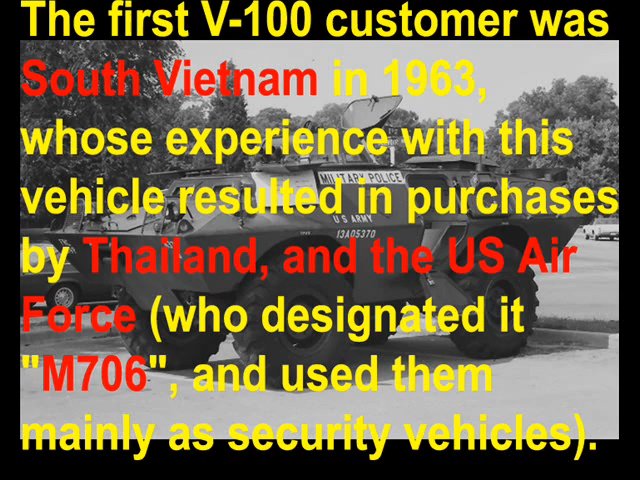 The first V-100 customer was
South Vietnam in 1963,
whose experience with this
vehicle resulted in purchases
by Thailand, and the US Air
Force (who designated it
"M706", and used them
mainly as security vehicles).
MILITARY POLICE
U S ARMY
13A05370